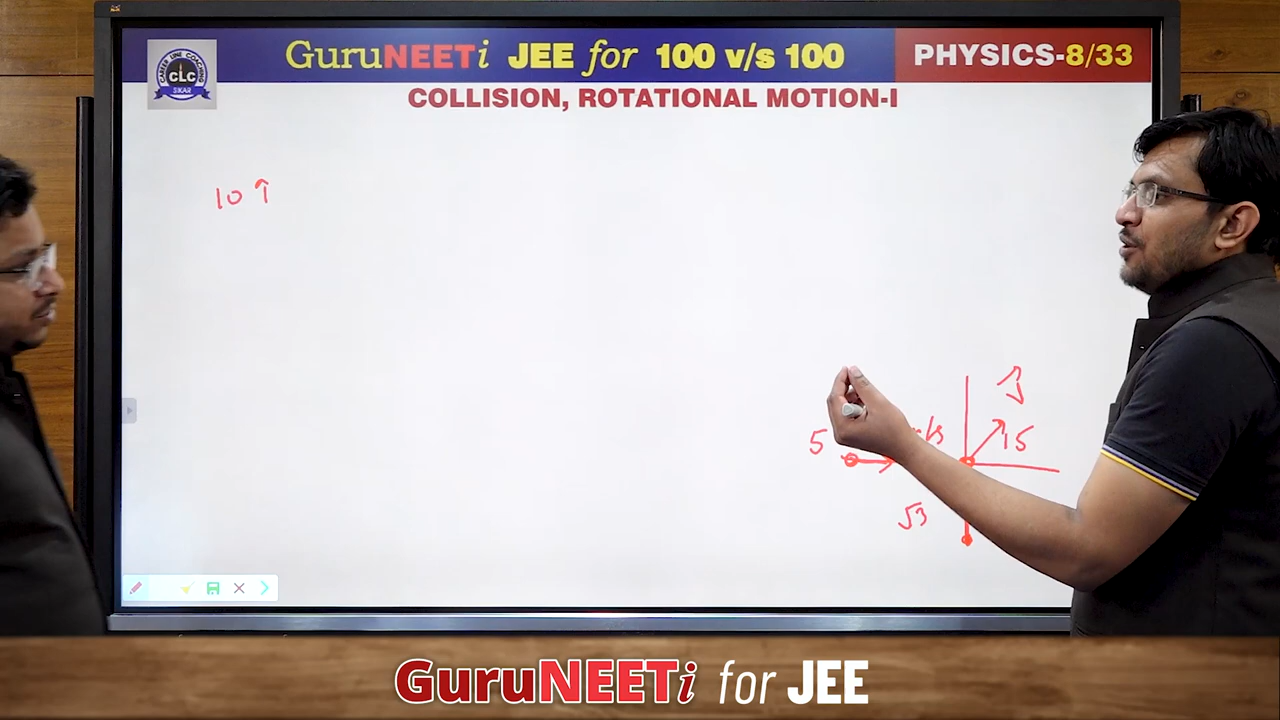 GuruNEETi JEE for 100 v/s 100
PHYSICS-8/33
CAREER LINE COACHING
CLC
SIKAR
COLLISION, ROTATIONAL MOTION-I
10 î
ĵ
5
15
√3
GuruNEETi for JEE